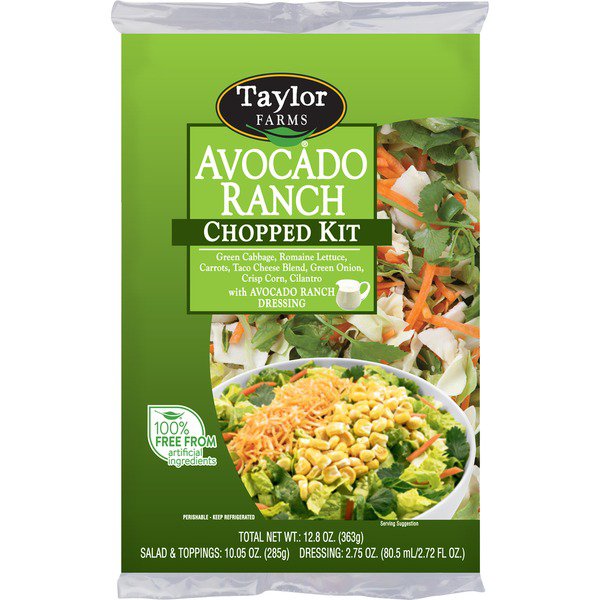 Taylor
FARMS
®
AVOCADO
RANCH
CHOPPED KIT
Green Cabbage, Romaine Lettuce,
Carrots, Taco Cheese Blend, Green Onion,
Crisp Corn, Cilantro
with AVOCADO RANCH
DRESSING
100%
FREE FROM
artificial
ingredients
PERISHABLE - KEEP REFRIGERATED
Serving Suggestion
TOTAL NET WT.: 12.8 OZ. (363g)
SALAD & TOPPINGS: 10.05 OZ. (285g) DRESSING: 2.75 OZ. (80.5 mL/2.72 FL OZ.)